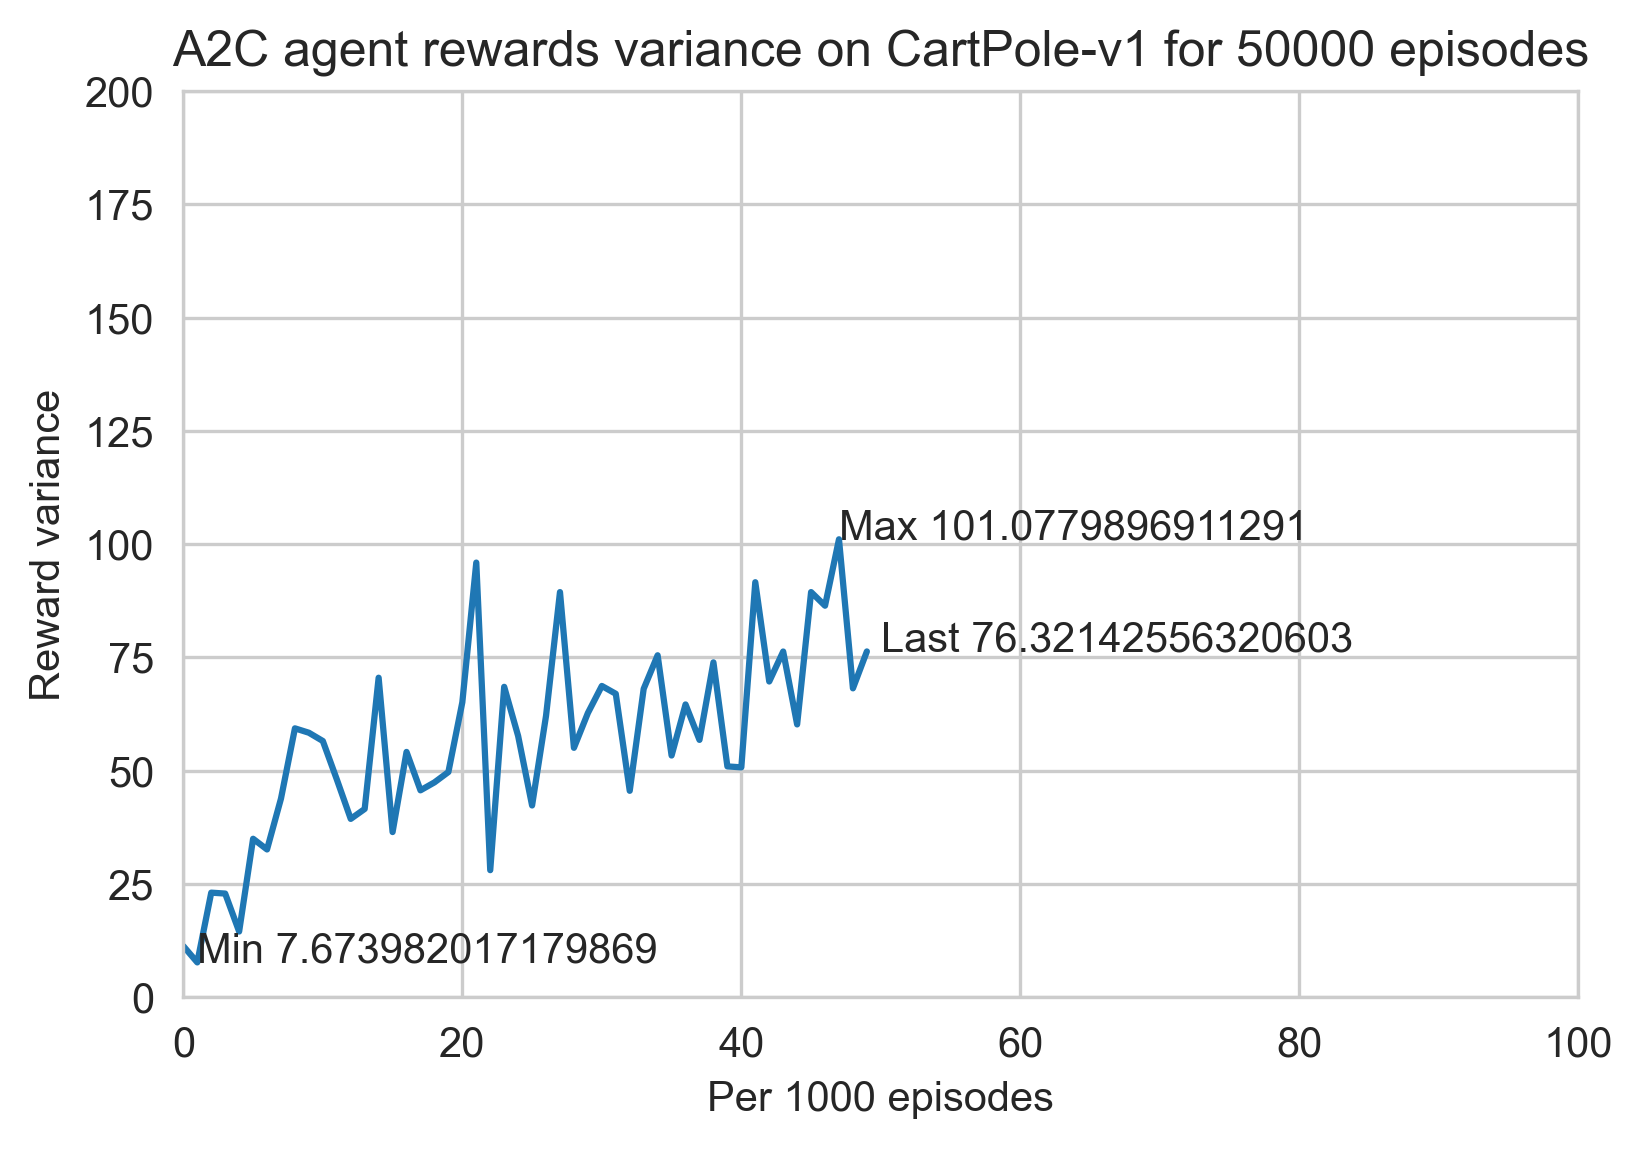 A2C agent rewards variance on CartPole-v1 for 50000 episodes
200
175
150
125
100
75
50
25
0
Reward variance
Max 101.0779896911291
Last 76.32142556320603
Min 7.6739820171798​69
0
20
40
60
80
100
Per 1000 episodes